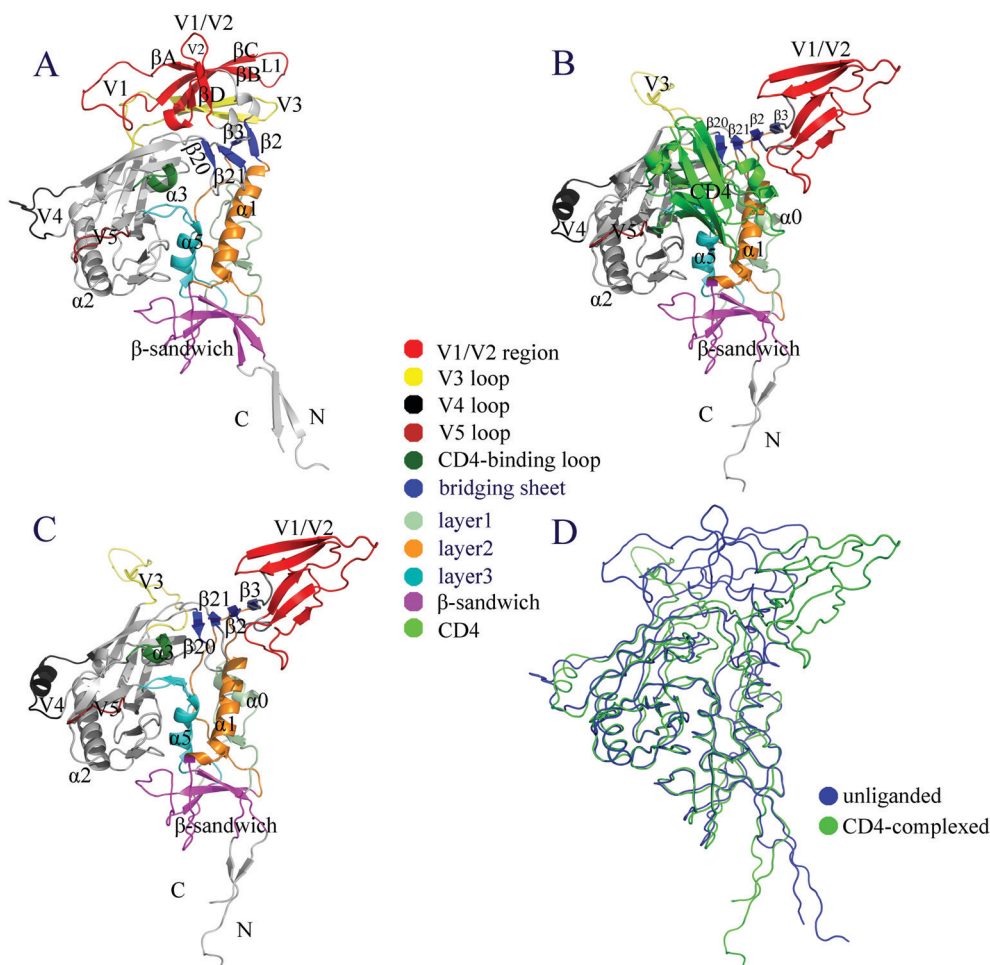 A
V1/V2
V2
βA
βC
L1
βB
V1
βD
V3
β3
β2
β20
β21
α3
α1
V4
V5
α5
α2
β-sandwich
C
N
B
V1/V2
V3
β20
β21
β2
β3
CD4
α0
V4
V5
α1
α5
α2
β-sandwich
C
N
V1/V2 region
V3 loop
V4 loop
V5 loop
CD4-binding loop
bridging sheet
layer1
layer2
layer3
β-sandwich
CD4
C
V1/V2
V3
β21
β3
β2
β20
α3
α0
V4
V5
α1
α5
α2
β-sandwich
C
N
D
unliganded
CD4-complexed